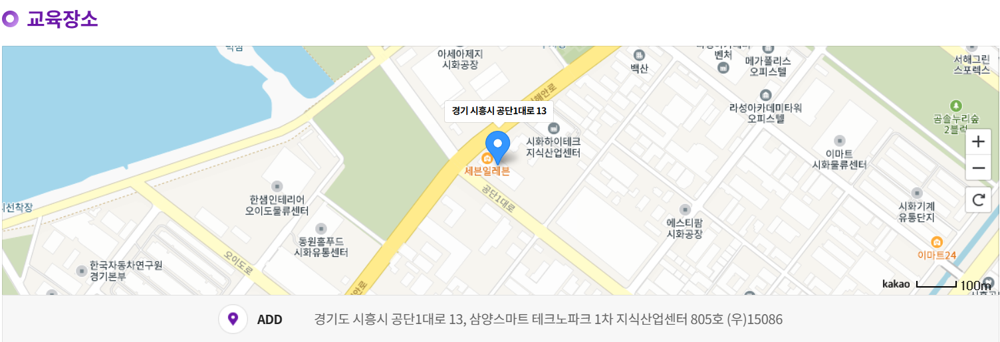 교육장소
아세아제지
시화공장
백산
벤처
메가폴리스
오피스텔
서해그린
스포렉스
경기 시흥시 공단1대로 13
라성아카데미타워
오피스텔
곰솔누리숲
2블럭
시화하이테크
지식산업센터
이마트
시화물류센터
세븐일레븐
공단1대로
한샘인테리어
오이도물류센터
시화기계
유통단지
에스티팜
시화공장
동원홈푸드
시화유통센터
이마트24
오이도로
한국자동차연구원
경기본부
kakao
100m
ADD 경기도 시흥시 공단1대로 13, 삼양스마트 테크노파크 1차 지식산업센터 805호 (우)15086